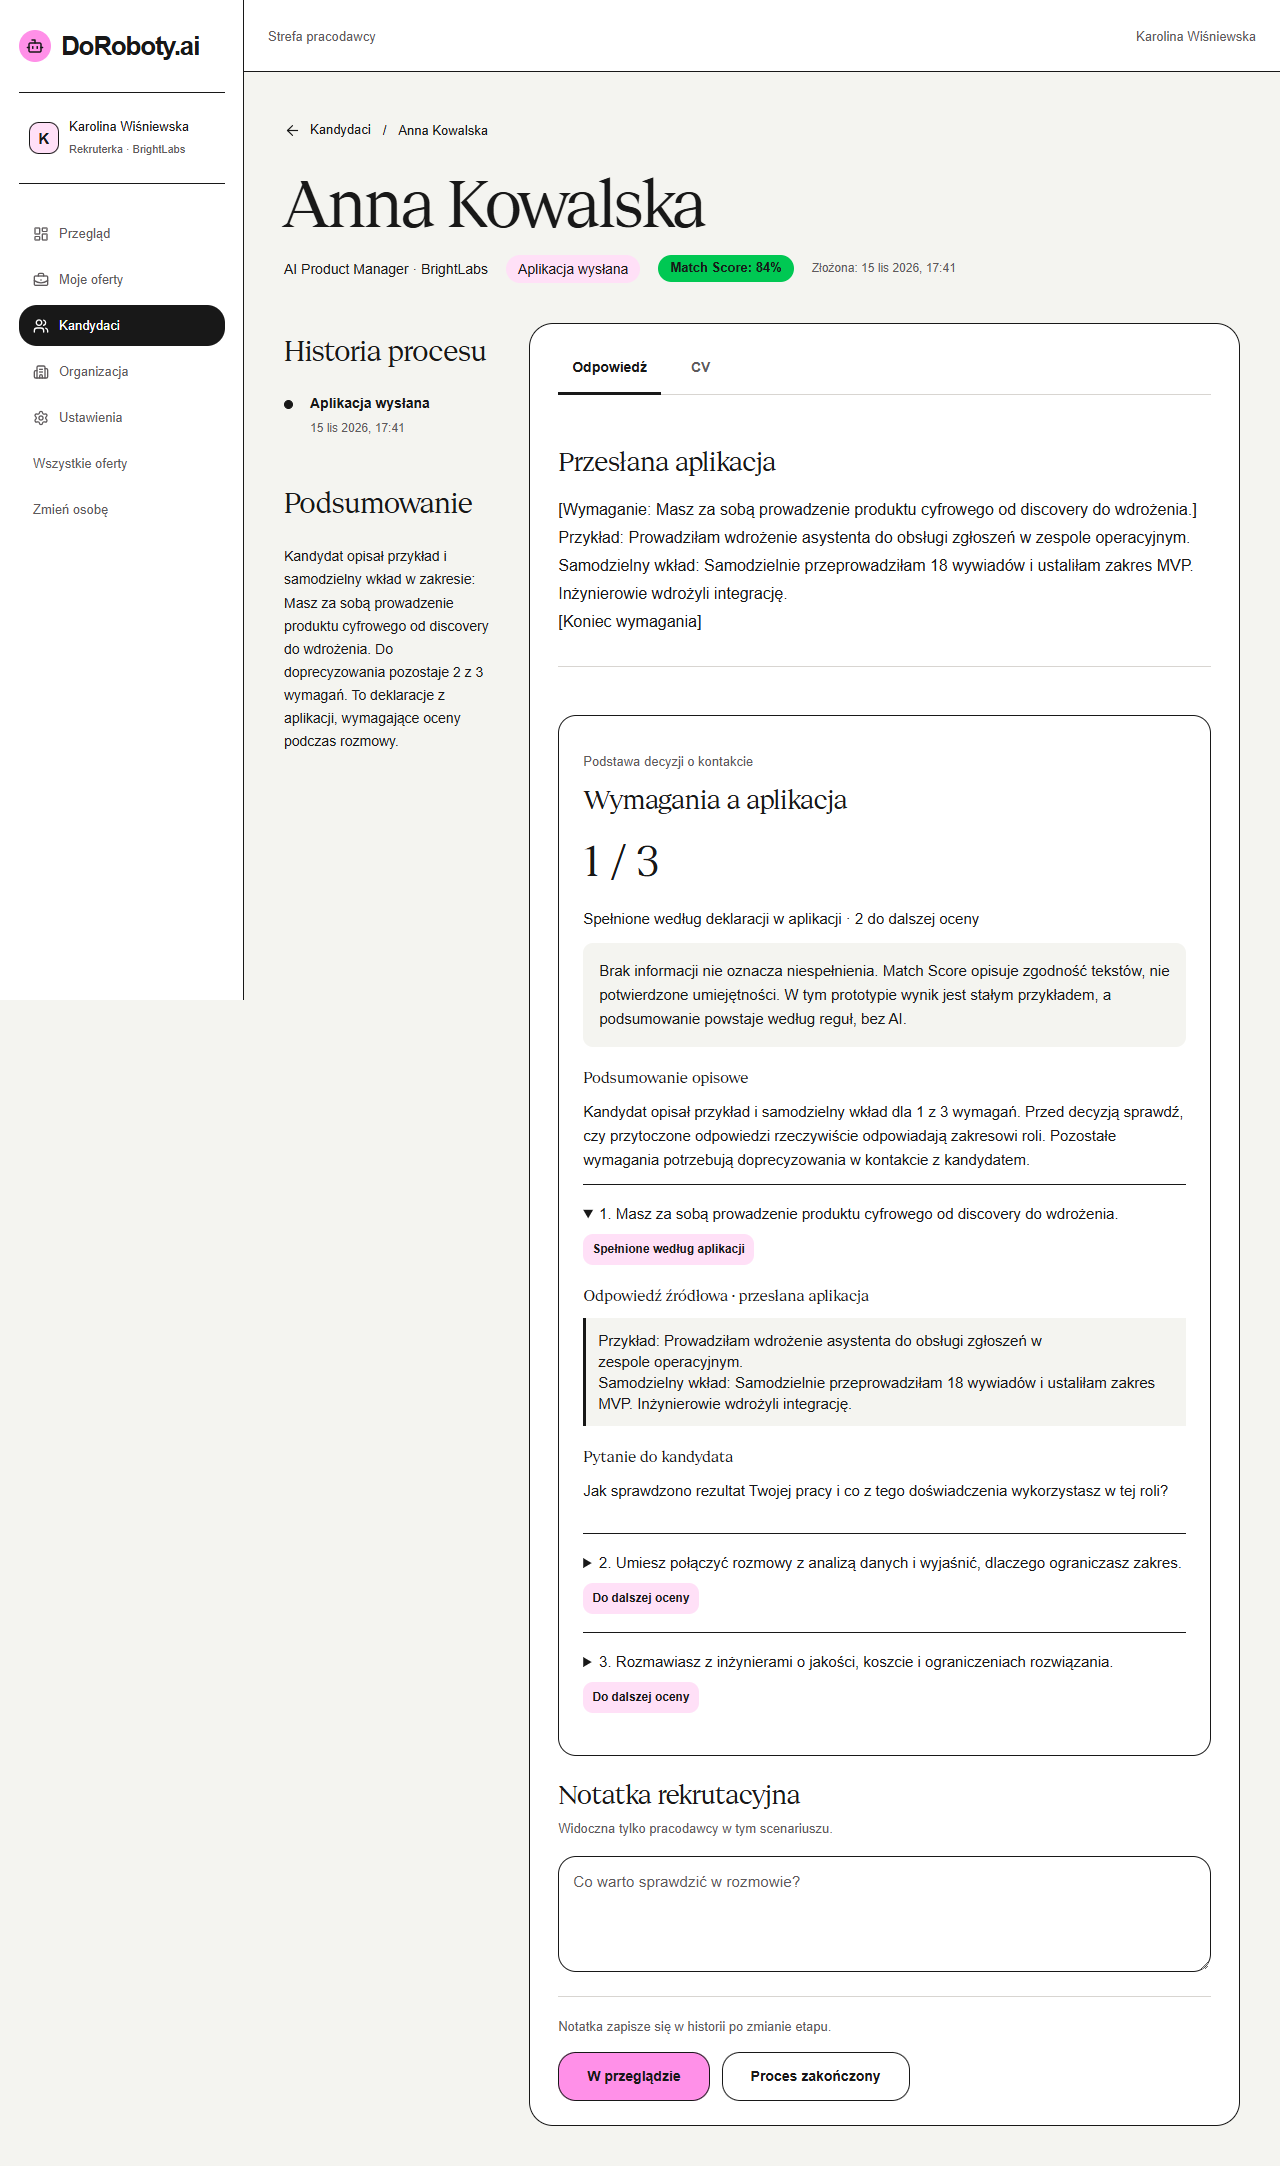 DoRoboty.ai
K
Karolina Wiśniewska
Rekruterka · BrightLabs
Przegląd
Moje oferty
Kandydaci
Organizacja
Ustawienia
Wszystkie oferty
Zmień osobę
Strefa pracodawcy
Karolina Wiśniewska
← Kandydaci / Anna Kowalska
Anna Kowalska
AI Product Manager · BrightLabs
Aplikacja wysłana
Match Score: 84%
Złożona: 15 lis 2026, 17:41
Historia procesu
Aplikacja wysłana
15 lis 2026, 17:41
Podsumowanie
Kandydat opisał przykład i
samodzielny wkład w zakresie:
Masz za sobą prowadzenie
produktu cyfrowego od discovery
do wdrożenia. Do
doprecyzowania pozostaje 2 z 3
wymagań. To deklaracje z
aplikacji, wymagające oceny
podczas rozmowy.
Odpowiedź
CV
Przesłana aplikacja
[Wymaganie: Masz za sobą prowadzenie produktu cyfrowego od discovery do wdrożenia.]
Przykład: Prowadziłam wdrożenie asystenta do obsługi zgłoszeń w zespole operacyjnym.
Samodzielny wkład: Samodzielnie przeprowadziłam 18 wywiadów i ustaliłam zakres MVP.
Inżynierowie wdrożyli integrację.
[Koniec wymagania]
Podstawa decyzji o kontakcie
Wymagania a aplikacja
1 / 3
Spełnione według deklaracji w aplikacji · 2 do dalszej oceny
Brak informacji nie oznacza niespełnienia. Match Score opisuje zgodność tekstów, nie
potwierdzone umiejętności. W tym prototypie wynik jest stałym przykładem, a
podsumowanie powstaje według reguł, bez AI.
Podsumowanie opisowe
Kandydat opisał przykład i samodzielny wkład dla 1 z 3 wymagań. Przed decyzją sprawdź,
czy przytoczone odpowiedzi rzeczywiście odpowiadają zakresowi roli. Pozostałe
wymagania potrzebują doprecyzowania w kontakcie z kandydatem.
▼ 1. Masz za sobą prowadzenie produktu cyfrowego od discovery do wdrożenia.
Spełnione według aplikacji
Odpowiedź źródłowa · przesłana aplikacja
Przykład: Prowadziłam wdrożenie asystenta do obsługi zgłoszeń w
zespole operacyjnym.
Samodzielny wkład: Samodzielnie przeprowadziłam 18 wywiadów i ustaliłam zakres
MVP. Inżynierowie wdrożyli integrację.
Pytanie do kandydata
Jak sprawdzono rezultat Twojej pracy i co z tego doświadczenia wykorzystasz w tej roli?
▶ 2. Umiesz połączyć rozmowy z analizą danych i wyjaśnić, dlaczego ograniczasz zakres.
Do dalszej oceny
▶ 3. Rozmawiasz z inżynierami o jakości, koszcie i ograniczeniach rozwiązania.
Do dalszej oceny
Notatka rekrutacyjna
Widoczna tylko pracodawcy w tym scenariuszu.
Co warto sprawdzić w rozmowie?
Notatka zapisze się w historii po zmianie etapu.
W przeglądzie
Proces zakończony